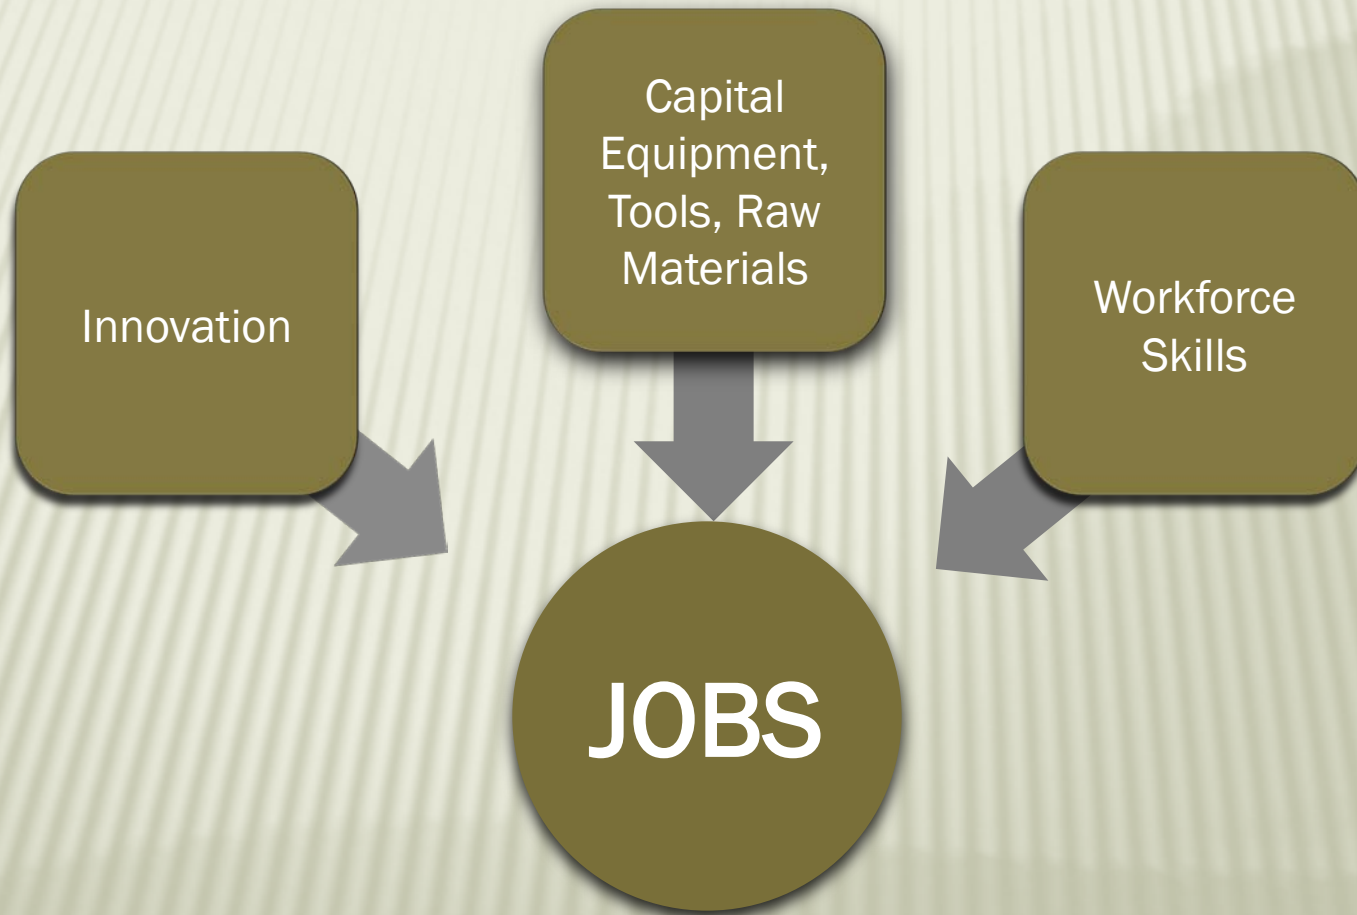 Innovation
Capital
Equipment,
Tools, Raw
Materials
Workforce
Skills
JOBS